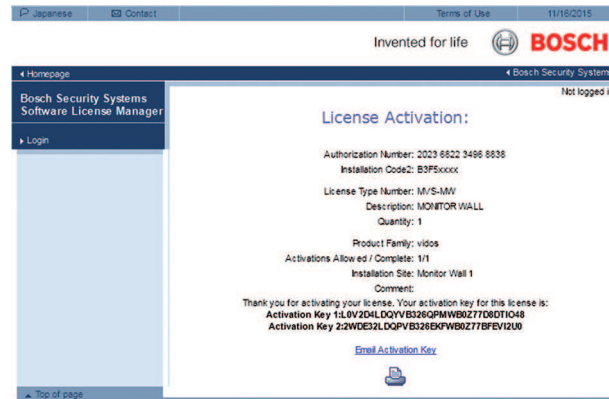 Japanese Contact Terms of Use 11/16/2015
Invented for life BOSCH
Homepage Bosch Security System
Not logged i
Bosch Security Systems
Software License Manager
Login
License Activation:
Authorization Number: 2023 6822 3496 8838
Installation Code2: B3F5xxxx
License Type Number: MVS-MW
Description: MONITOR WALL
Quantity: 1
Product Family: vidos
Activations Allowed / Complete: 1/1
Installation Site: Monitor Wall 1
Comment:
Thank you for activating your license. Your activation key for this license is:
Activation Key 1:L0V2D4LDQYVB326QPMWB0Z77D8DTIO48
Activation Key 2:2WDE32LDQPVB326EKFWB0Z77BFEVI2U0
Email Activation Key
Top of page